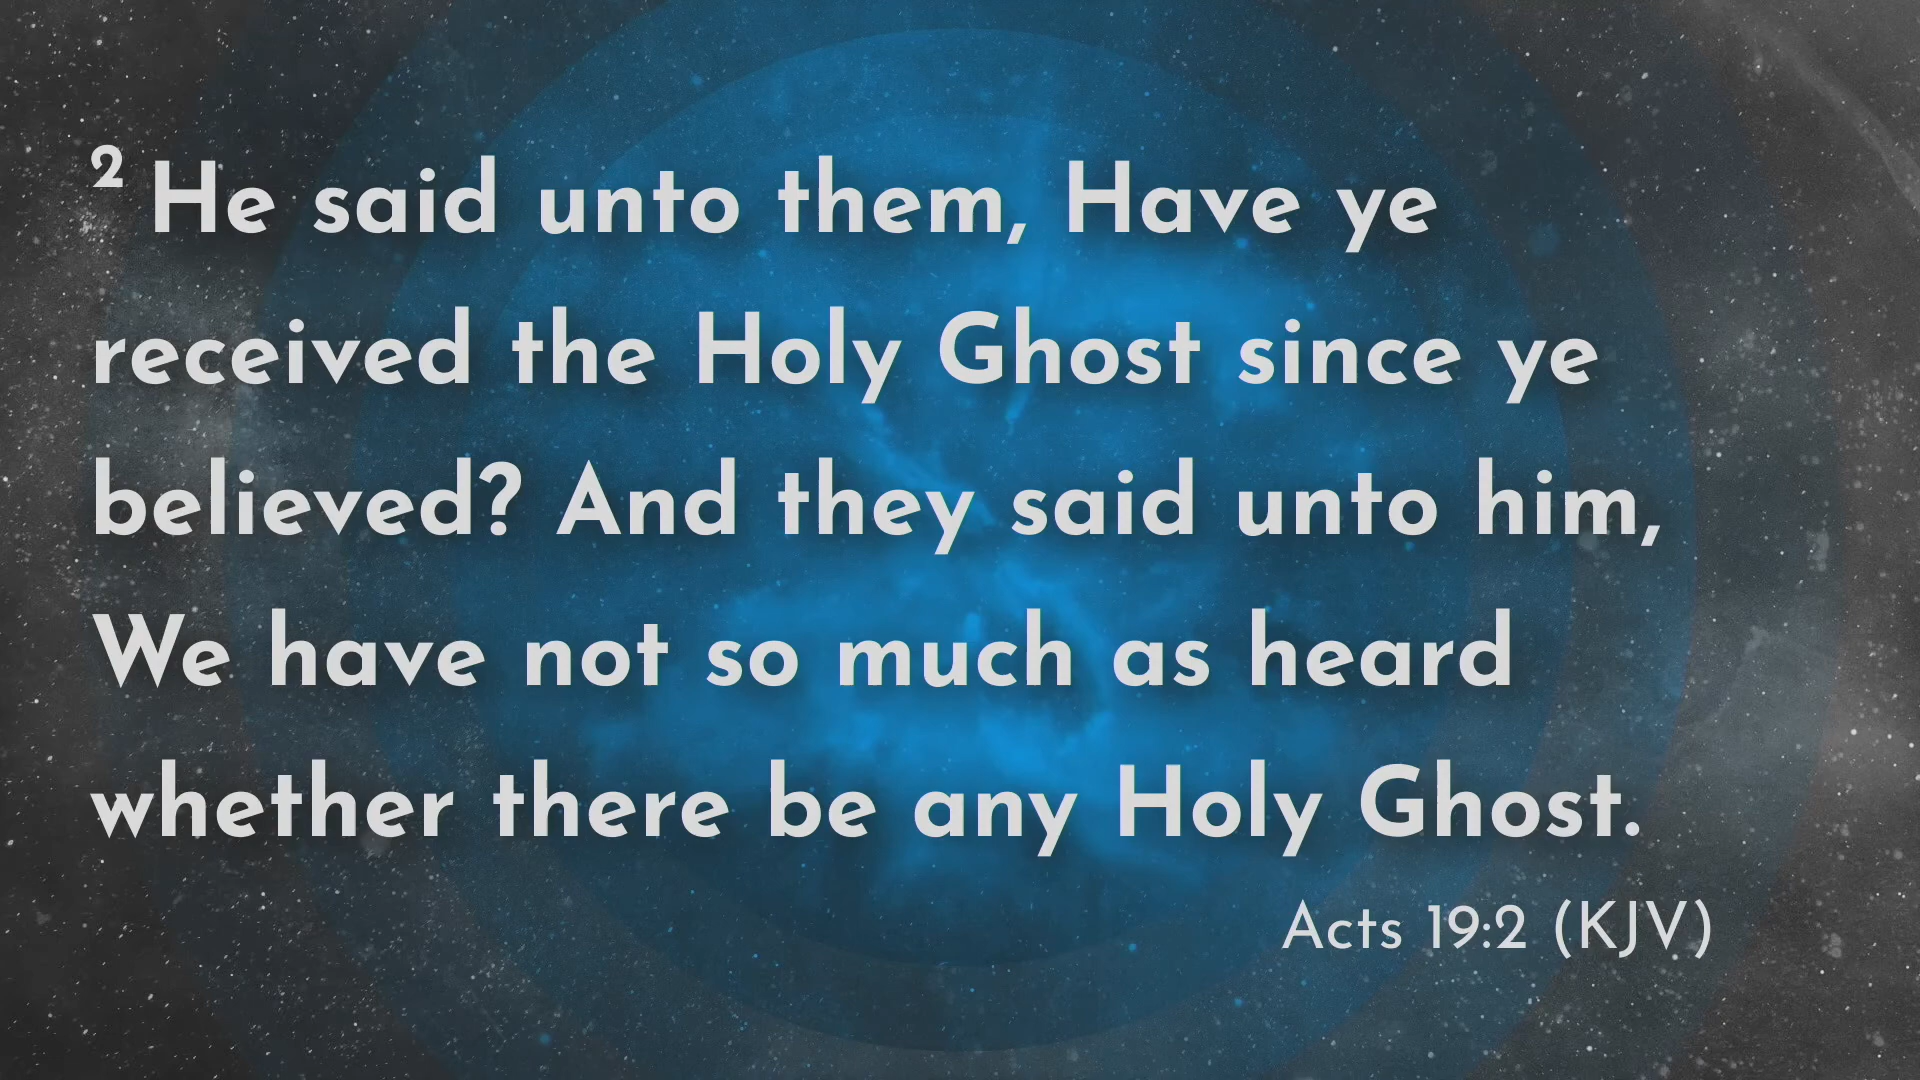 2 He said unto them, Have ye
received the Holy Ghost since ye
believed? And they said unto him,
We have not so much as heard
whether there be any Holy Ghost.
Acts 19:2 (KJV)